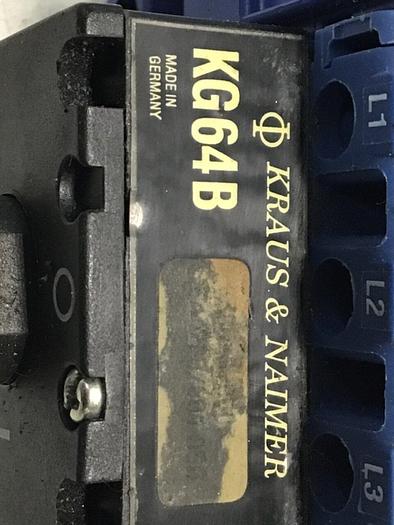 KRAUS & NAIMER
KG64B
MADE IN
GERMANY
L1
L2
L3
O